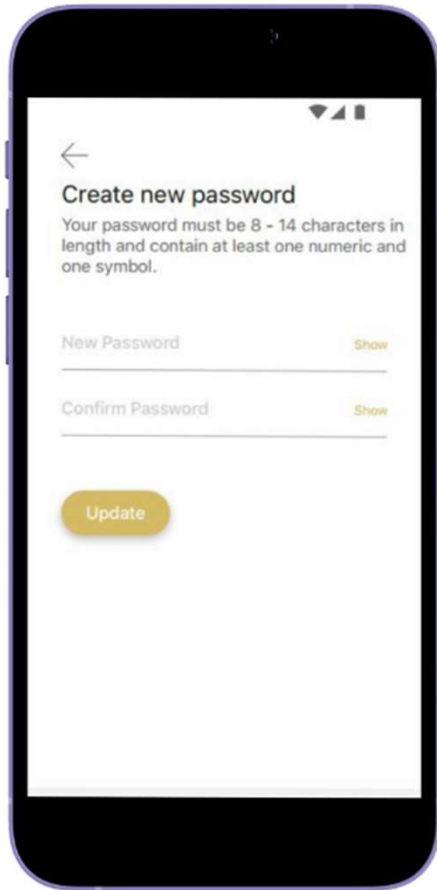 Create new password
Your password must be 8 - 14 characters in
length and contain at least one numeric and
one symbol.
New Password Show
Confirm Password Show
Update